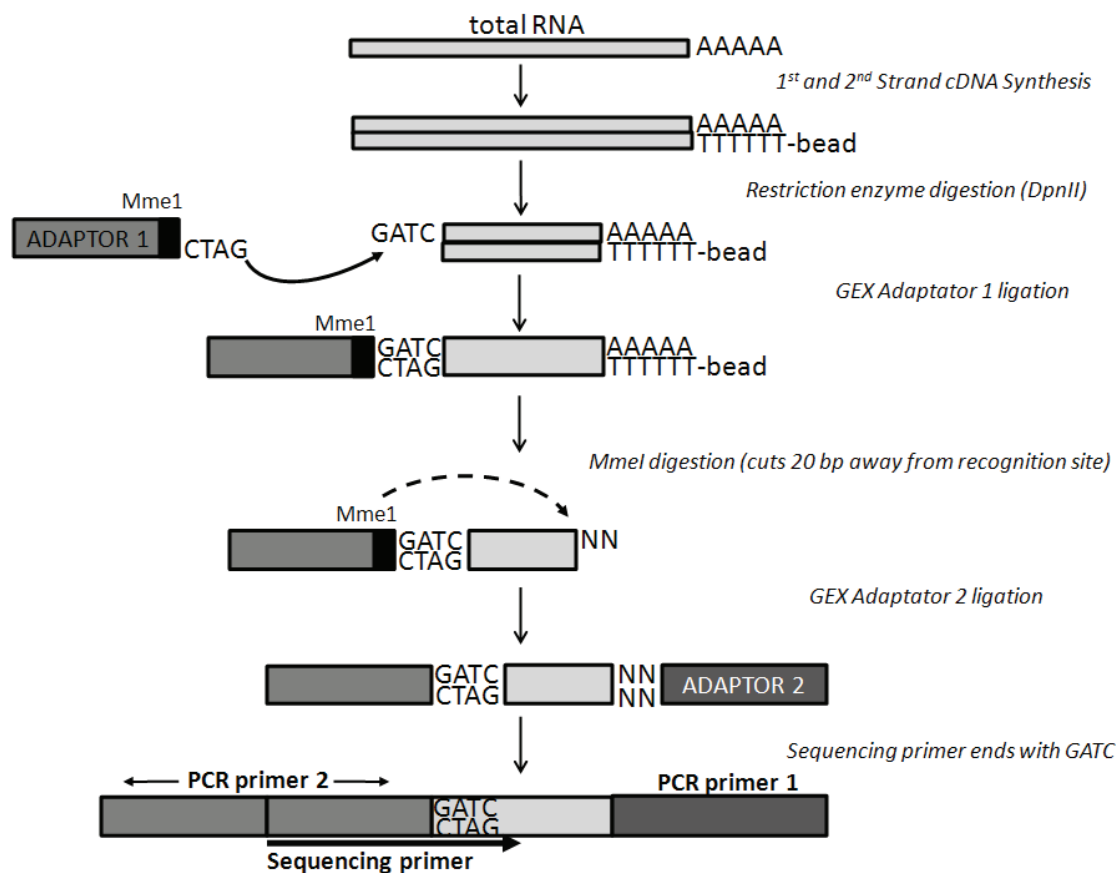 total RNA
AAAAA
1st and 2nd Strand cDNA Synthesis
AAAAA
TTTTTT-bead
Restriction enzyme digestion (DpnII)
Mme1
ADAPTOR 1
CTAG
GATC
AAAAA
TTTTTT-bead
GEX Adaptator 1 ligation
Mme1
GATC
CTAG
AAAAA
TTTTTT-bead
MmeI digestion (cuts 20 bp away from recognition site)
Mme1
GATC
CTAG
NN
GEX Adaptator 2 ligation
GATC
CTAG
NN
NN
ADAPTOR 2
Sequencing primer ends with GATC
PCR primer 2
PCR primer 1
GATC
CTAG
Sequencing primer